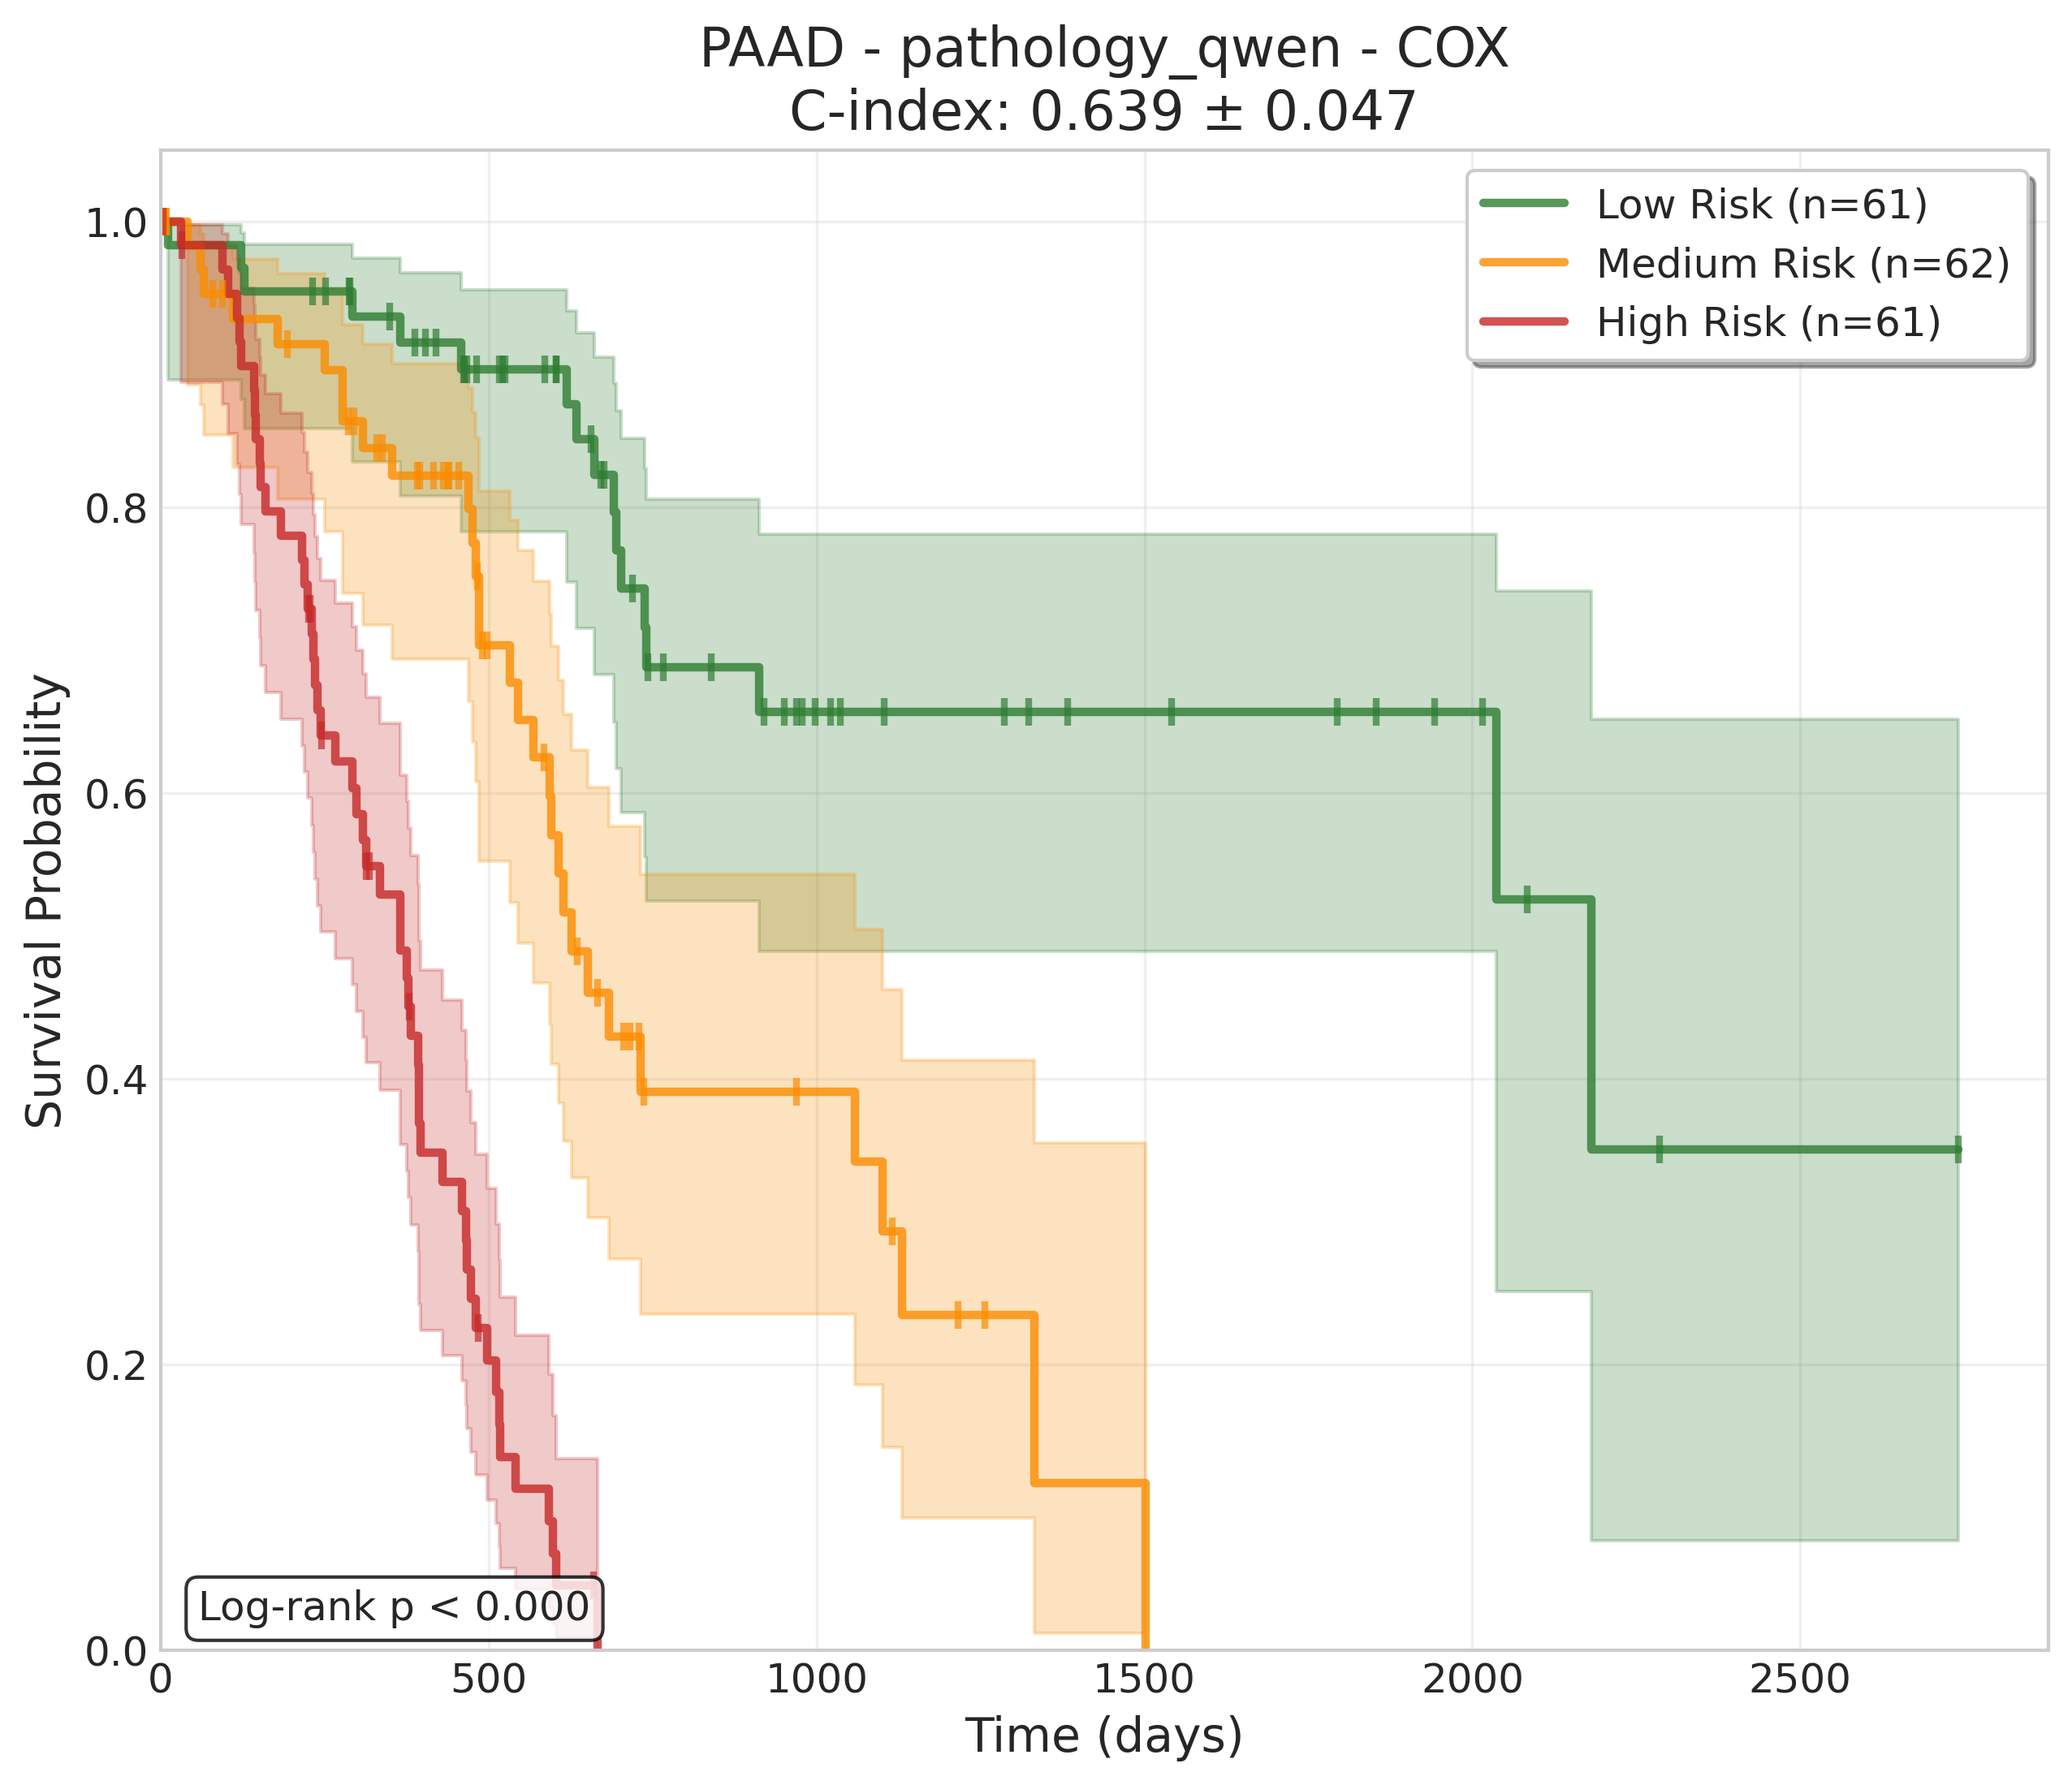 PAAD - pathology_qwen - COX
C-index: 0.639 ± 0.047
Low Risk (n=61)
Medium Risk (n=62)
High Risk (n=61)
Survival Probability
1.0
0.8
0.6
0.4
0.2
0.0
Log-rank p < 0.000
0 500 1000 1500 2000 2500
Time (days)